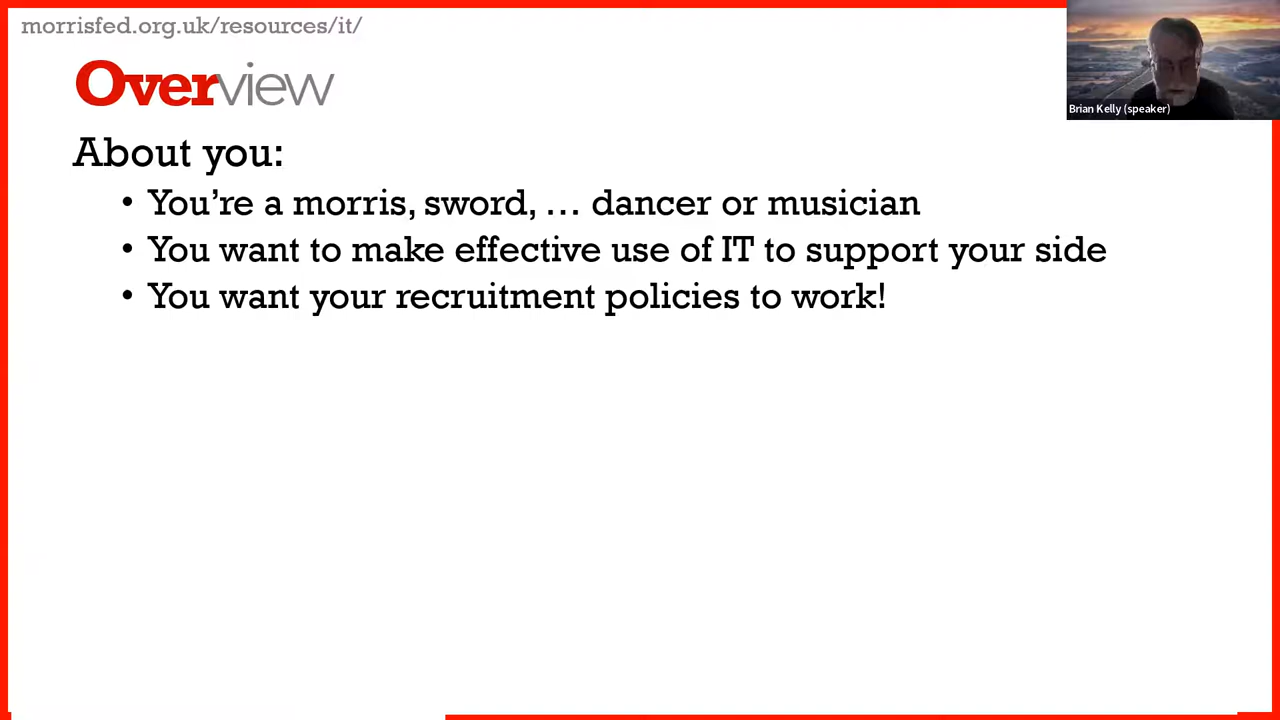 morrisfed.org.uk/resources/it/
Overview
Brian Kelly (speaker)
About you:
• You’re a morris, sword, … dancer or musician
• You want to make effective use of IT to support your side
• You want your recruitment policies to work!